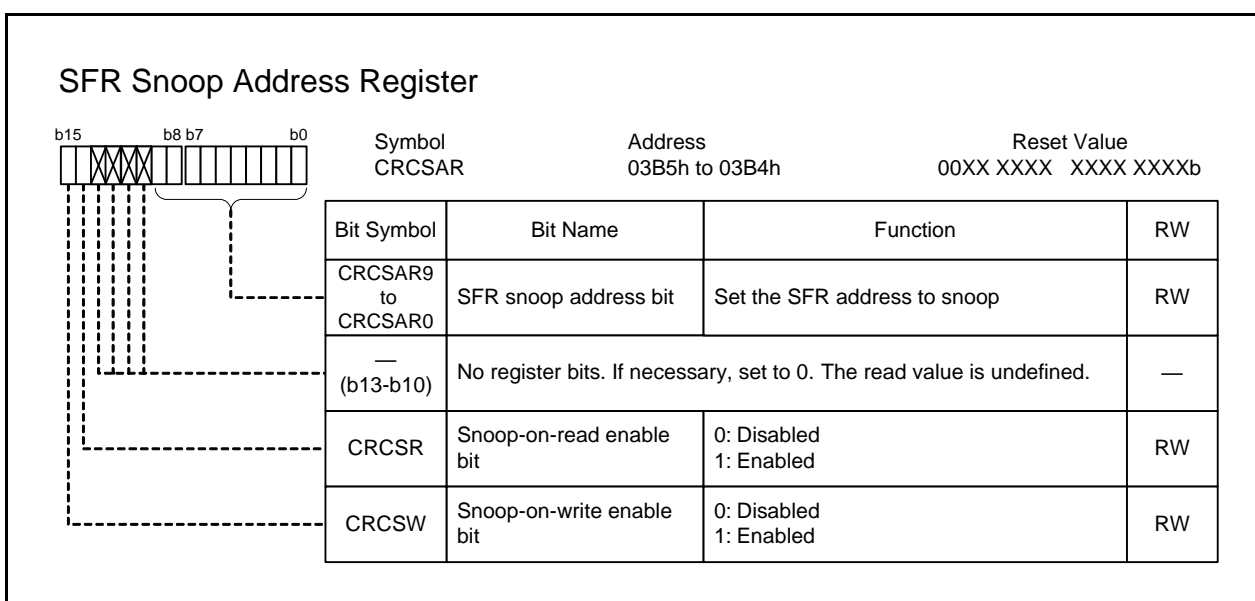 SFR Snoop Address Register
b15 b8 b7 b0
Symbol Address Reset Value
CRCSAR 03B5h to 03B4h 00XX XXXX XXXX XXXXb
Bit Symbol Bit Name Function RW
CRCSAR9
to
CRCSAR0
SFR snoop address bit
Set the SFR address to snoop
RW
—
(b13-b10)
No register bits. If necessary, set to 0. The read value is undefined.
—
CRCSR
Snoop-on-read enable
bit
0: Disabled
1: Enabled
RW
CRCSW
Snoop-on-write enable
bit
0: Disabled
1: Enabled
RW